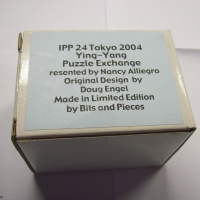 IPP 24 Tokyo 2004
Ying-Yang
Puzzle Exchange
resented by Nancy Alliegro
Original Design by
Doug Engel
Made in Limited Edition
by Bits and Pieces